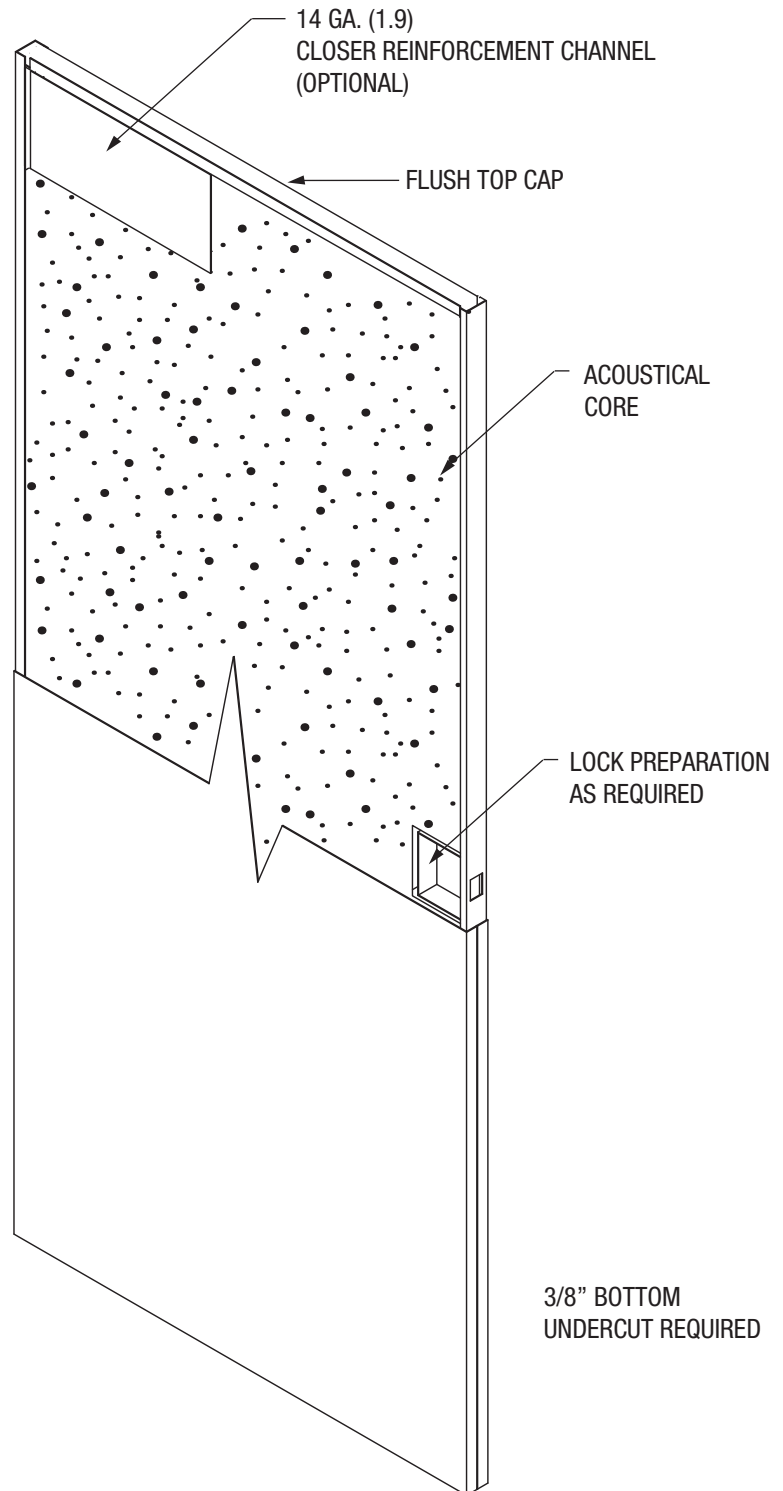 14 GA. (1.9)
CLOSER REINFORCEMENT CHANNEL
(OPTIONAL)
FLUSH TOP CAP
ACOUSTICAL
CORE
LOCK PREPARATION
AS REQUIRED
3/8” BOTTOM
UNDERCUT REQUIRED